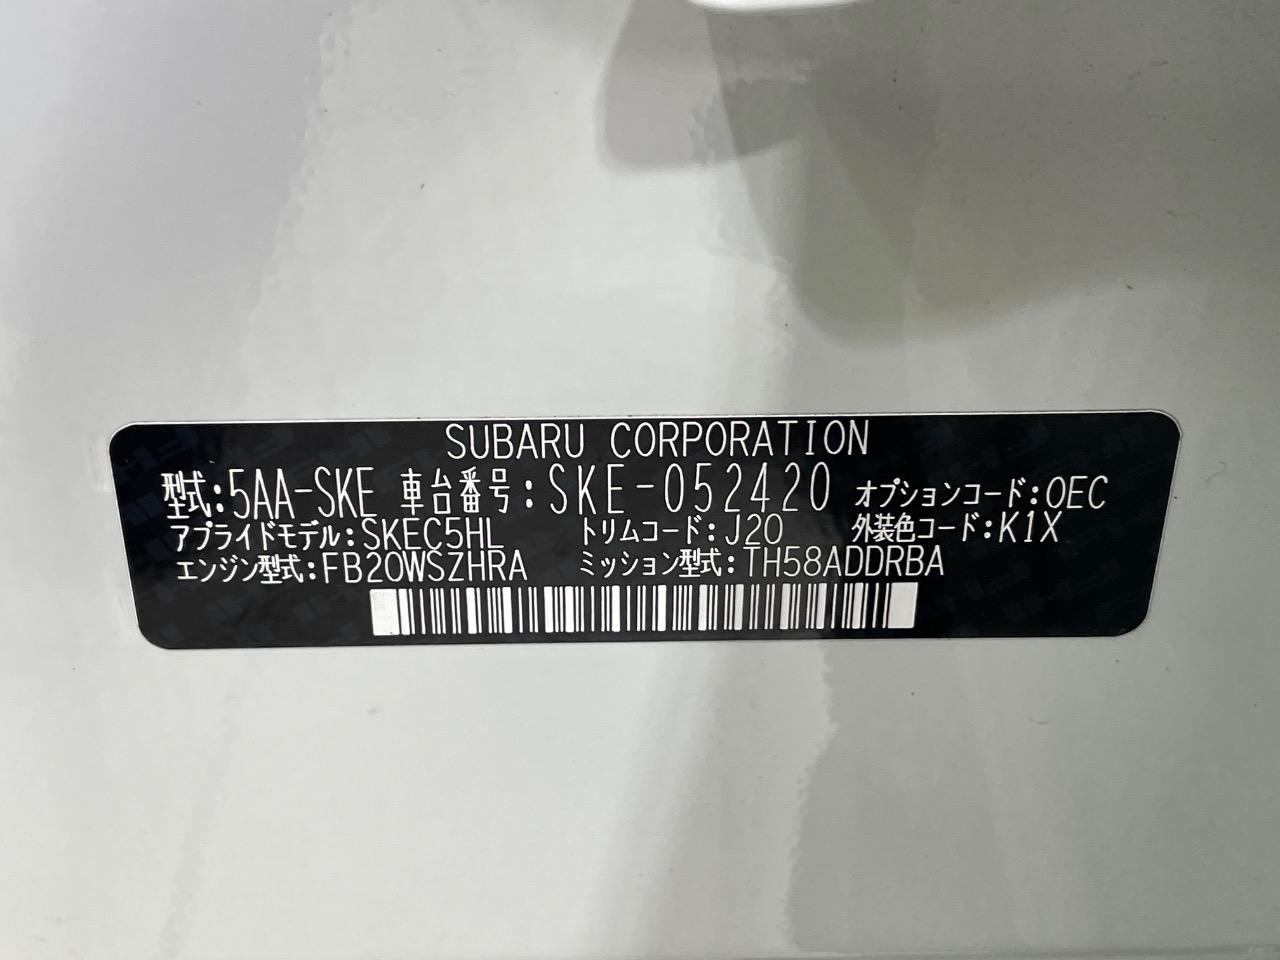 SUBARU CORPORATION
型式:5AA-SKE 車台番号:SKE-052420 オプションコード:OEC
アプライドモデル:SKEC5HL トリムコード:J20 外装色コード:K1X
エンジン型式:FB20WSZHRA ミッション型式:TH58ADDRBA